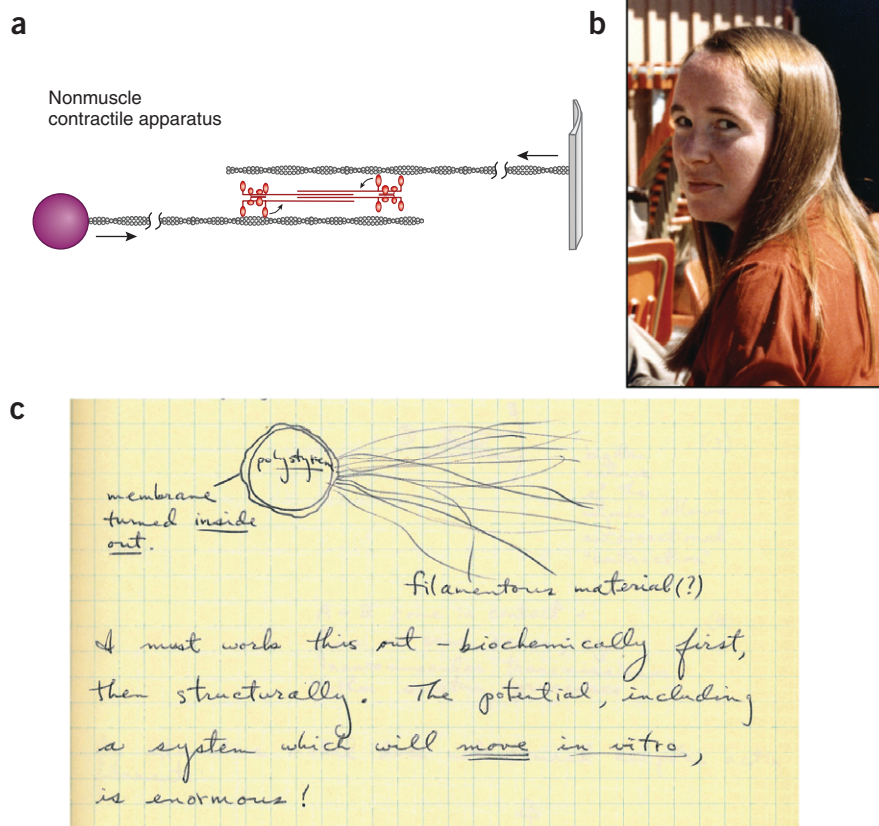 a
b
Nonmuscle
contractile apparatus
c
polystyrene
membrane
turned inside
out.
filamentous material(?)
I must work this out – biochemically first,
then structurally. The potential, including
a system which will move in vitro,
is enormous!